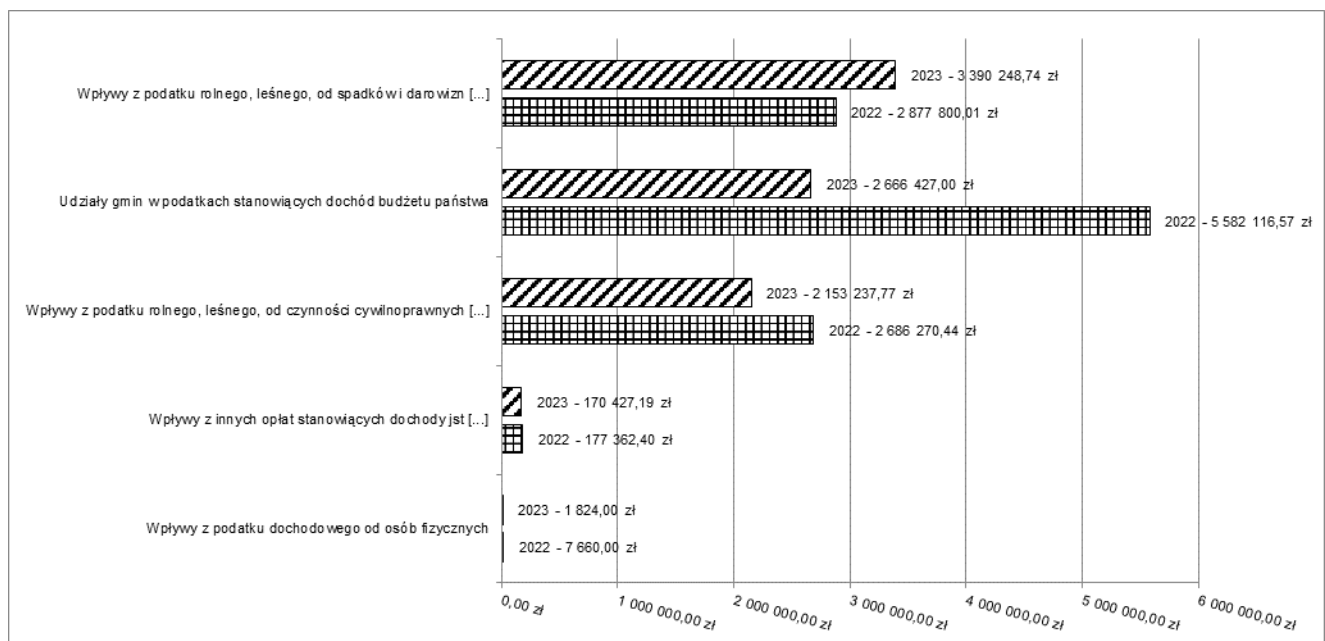 2023 - 3 390 248,74 zł
Wpływy z podatku rolnego, leśnego, od spadków i darowizn [...]
2022 - 2 877 800,01 zł
2023 - 2 666 427,00 zł
Udziały gmin w podatkach stanowiących dochód budżetu państwa
2022 - 5 582 116,57 zł
2023 - 2 153 237,77 zł
Wpływy z podatku rolnego, leśnego, od czynności cywilnoprawnych [...]
2022 - 2 686 270,44 zł
2023 - 170 427,19 zł
Wpływy z innych opłat stanowiących dochody jst [...]
2022 - 177 362,40 zł
2023 - 1 824,00 zł
Wpływy z podatku dochodowego od osób fizycznych
2022 - 7 660,00 zł
0,00 zł
1 000 000,00 zł
2 000 000,00 zł
3 000 000,00 zł
4 000 000,00 zł
5 000 000,00 zł
6 000 000,00 zł